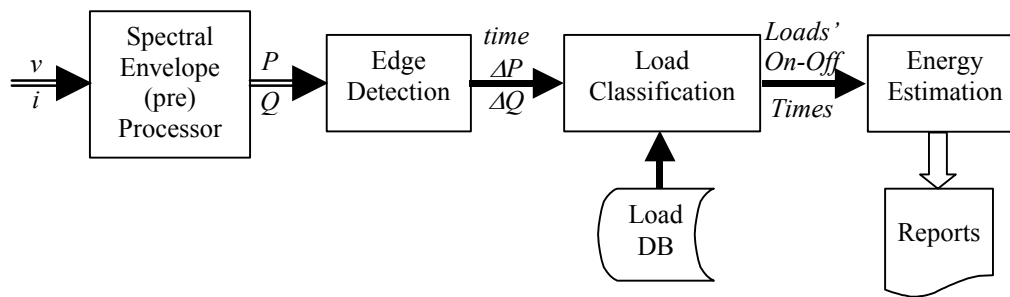 v
i
Spectral
Envelope
(pre)
Processor
P
Q
Edge
Detection
time
ΔP
ΔQ
Load
Classification
Loads’
On-Off
Times
Energy
Estimation
Load
DB
Reports